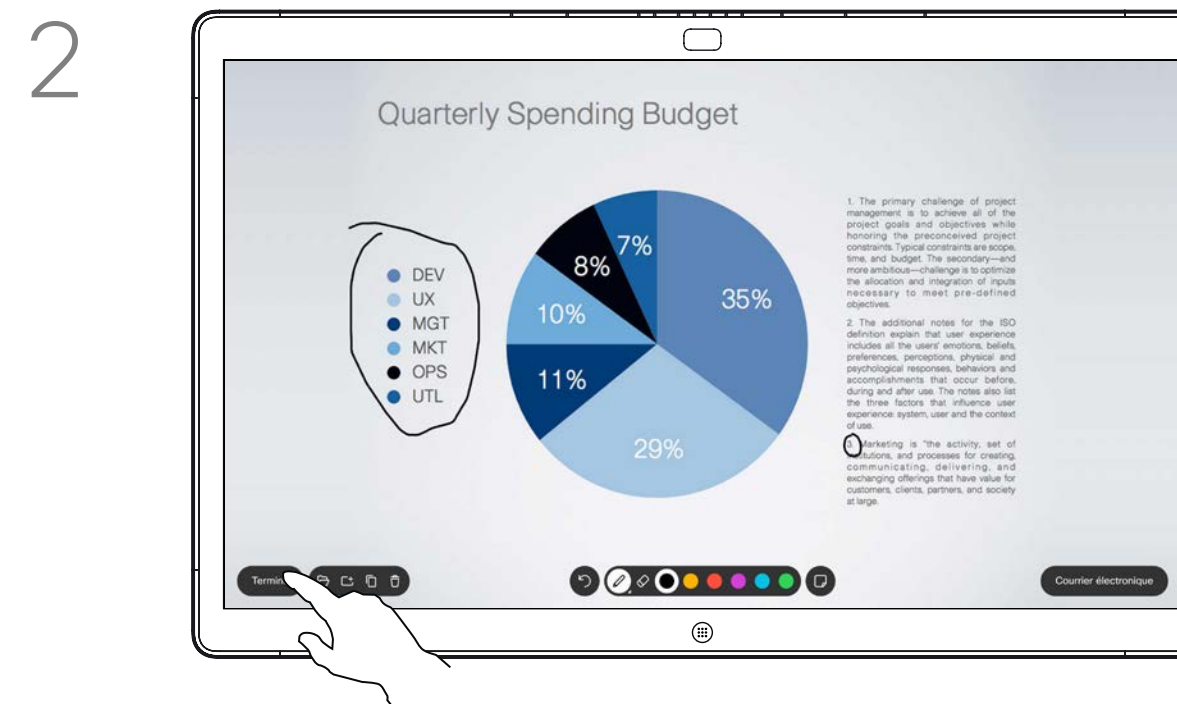 2
Quarterly Spending Budget
DEV
UX
MGT
MKT
OPS
UTL
7%
8%
35%
10%
11%
29%
1. The primary challenge of project
management is to achieve all of the
project goals and objectives while
honoring the preconceived project
constraints. Typical constraints are scope,
time, and budget. The secondary—and
more ambitious—challenge is to optimize
the allocation and integration of inputs
necessary to meet pre-defined
objectives.
2. The additional notes for the ISO
definition explain that user experience
includes all the users' emotions, beliefs,
preferences, perceptions, physical and
psychological responses, behaviors and
accomplishments that occur before,
during and after use. The notes also list
the three factors that influence user
experience: system, user and the context
of use.
3. Marketing is "the activity, set of
institutions, and processes for creating,
communicating, delivering, and
exchanging offerings that have value for
customers, clients, partners, and society
at large.
Courrier électronique